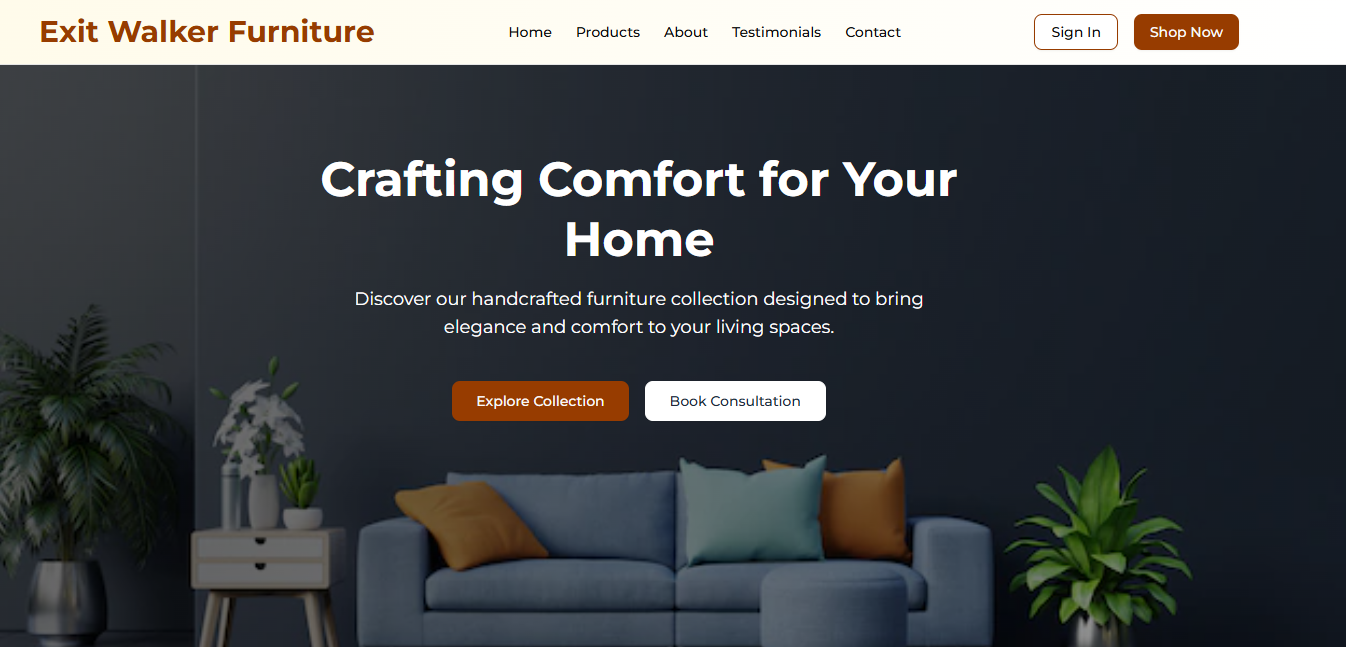 Exit Walker Furniture
Home
Products
About
Testimonials
Contact
Sign In
Shop Now
Crafting Comfort for Your
Home
Discover our handcrafted furniture collection designed to bring
elegance and comfort to your living spaces.
Explore Collection
Book Consultation